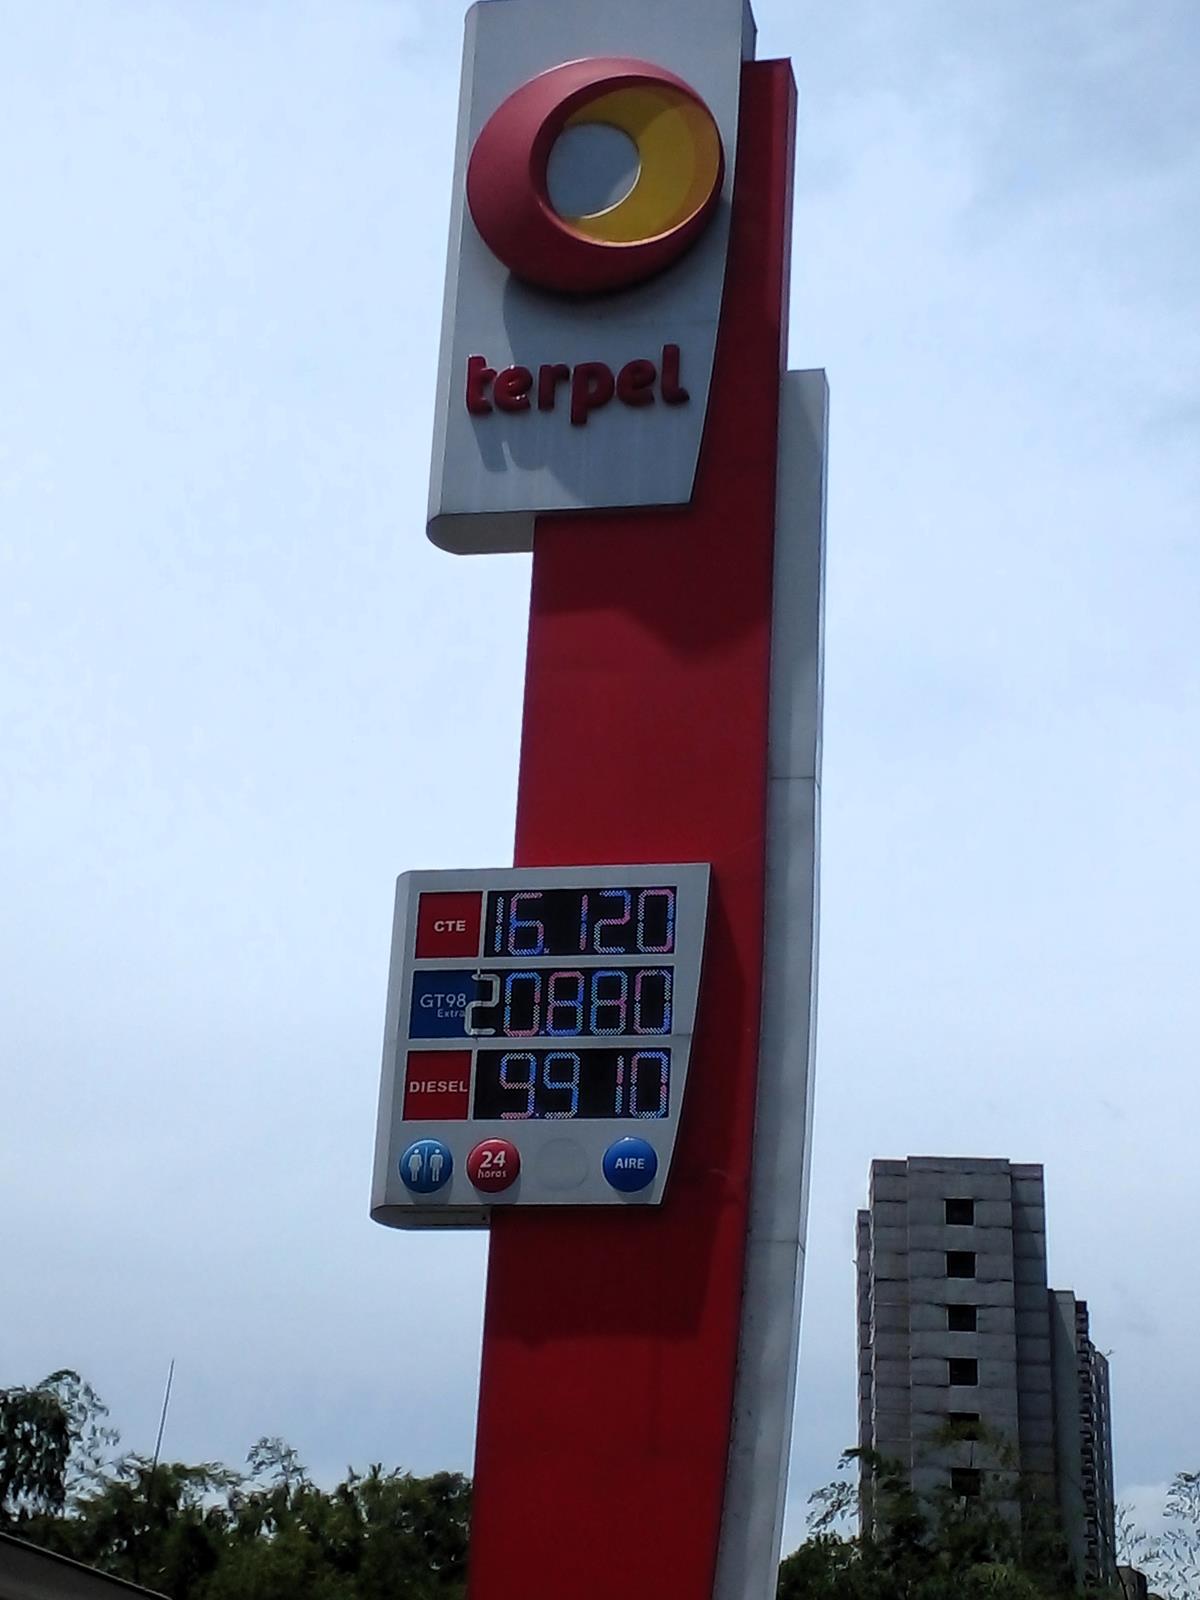 terpel
CTE 16.120
GT98 Extra 20.880
DIESEL 9.910
24 horas
AIRE